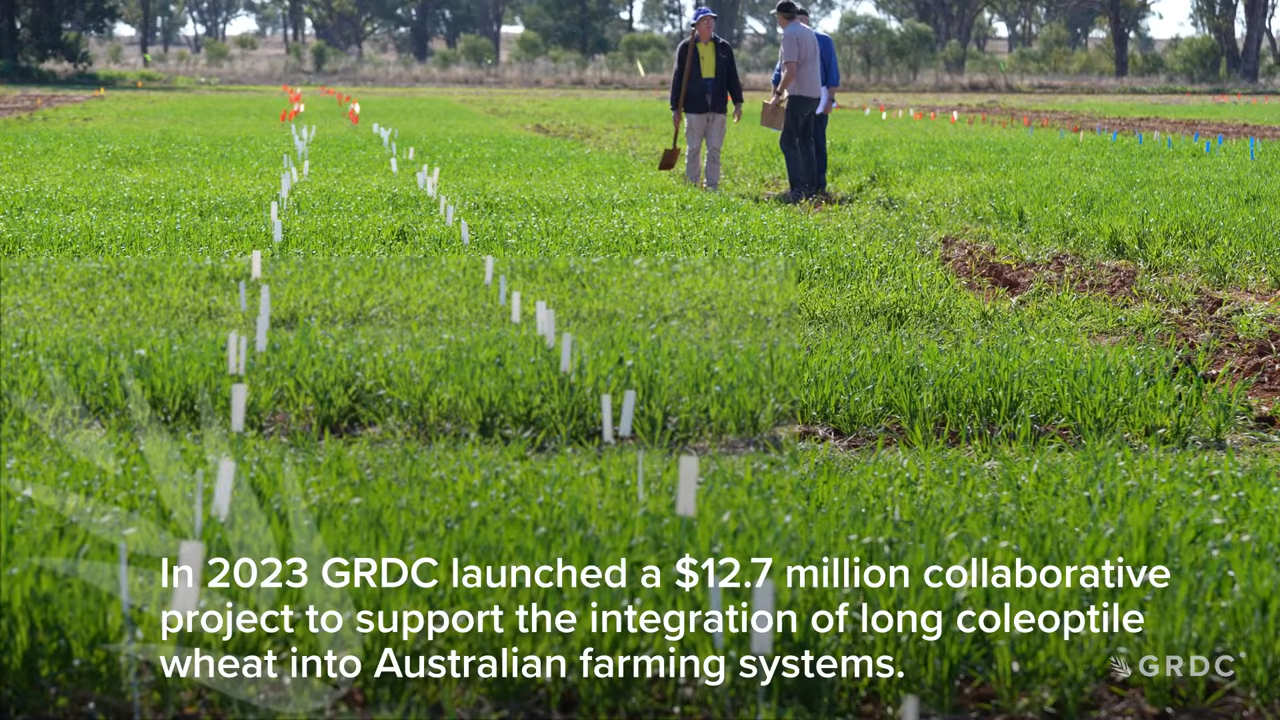 In 2023 GRDC launched a $12.7 million collaborative
project to support the integration of long coleoptile
wheat into Australian farming systems.
GRDC